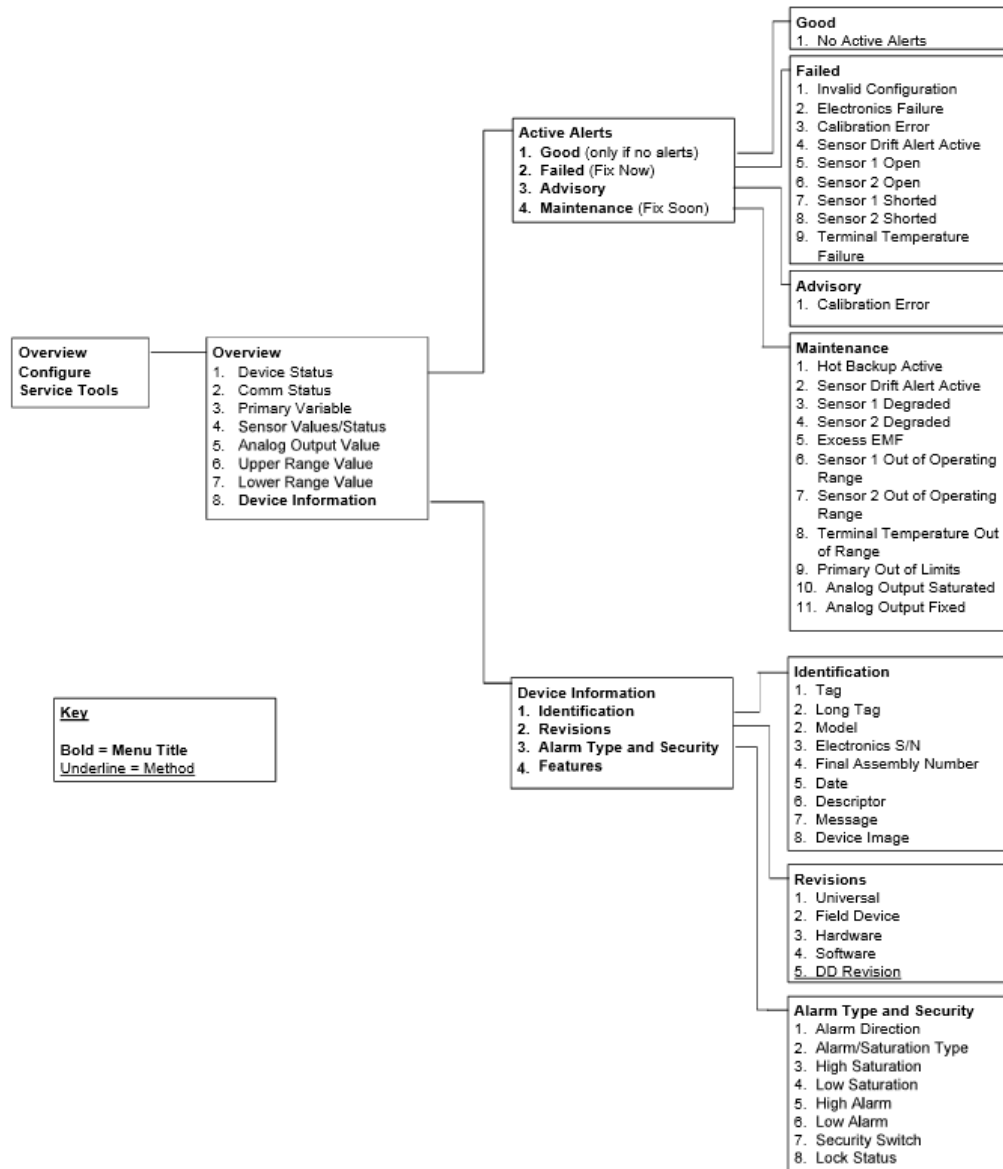 Overview
Configure
Service Tools
Overview
1. Device Status
2. Comm Status
3. Primary Variable
4. Sensor Values/Status
5. Analog Output Value
6. Upper Range Value
7. Lower Range Value
8. Device Information
Active Alerts
1. Good (only if no alerts)
2. Failed (Fix Now)
3. Advisory
4. Maintenance (Fix Soon)
Good
1. No Active Alerts
Failed
1. Invalid Configuration
2. Electronics Failure
3. Calibration Error
4. Sensor Drift Alert Active
5. Sensor 1 Open
6. Sensor 2 Open
7. Sensor 1 Shorted
8. Sensor 2 Shorted
9. Terminal Temperature
Failure
Advisory
1. Calibration Error
Maintenance
1. Hot Backup Active
2. Sensor Drift Alert Active
3. Sensor 1 Degraded
4. Sensor 2 Degraded
5. Excess EMF
6. Sensor 1 Out of Operating
Range
7. Sensor 2 Out of Operating
Range
8. Terminal Temperature Out
of Range
9. Primary Out of Limits
10. Analog Output Saturated
11. Analog Output Fixed
Device Information
1. Identification
2. Revisions
3. Alarm Type and Security
4. Features
Identification
1. Tag
2. Long Tag
2. Model
3. Electronics S/N
4. Final Assembly Number
5. Date
6. Descriptor
7. Message
8. Device Image
Revisions
1. Universal
2. Field Device
3. Hardware
4. Software
5. DD Revision
Alarm Type and Security
1. Alarm Direction
2. Alarm/Saturation Type
3. High Saturation
4. Low Saturation
5. High Alarm
6. Low Alarm
7. Security Switch
8. Lock Status
Key
Bold = Menu Title
Underline = Method